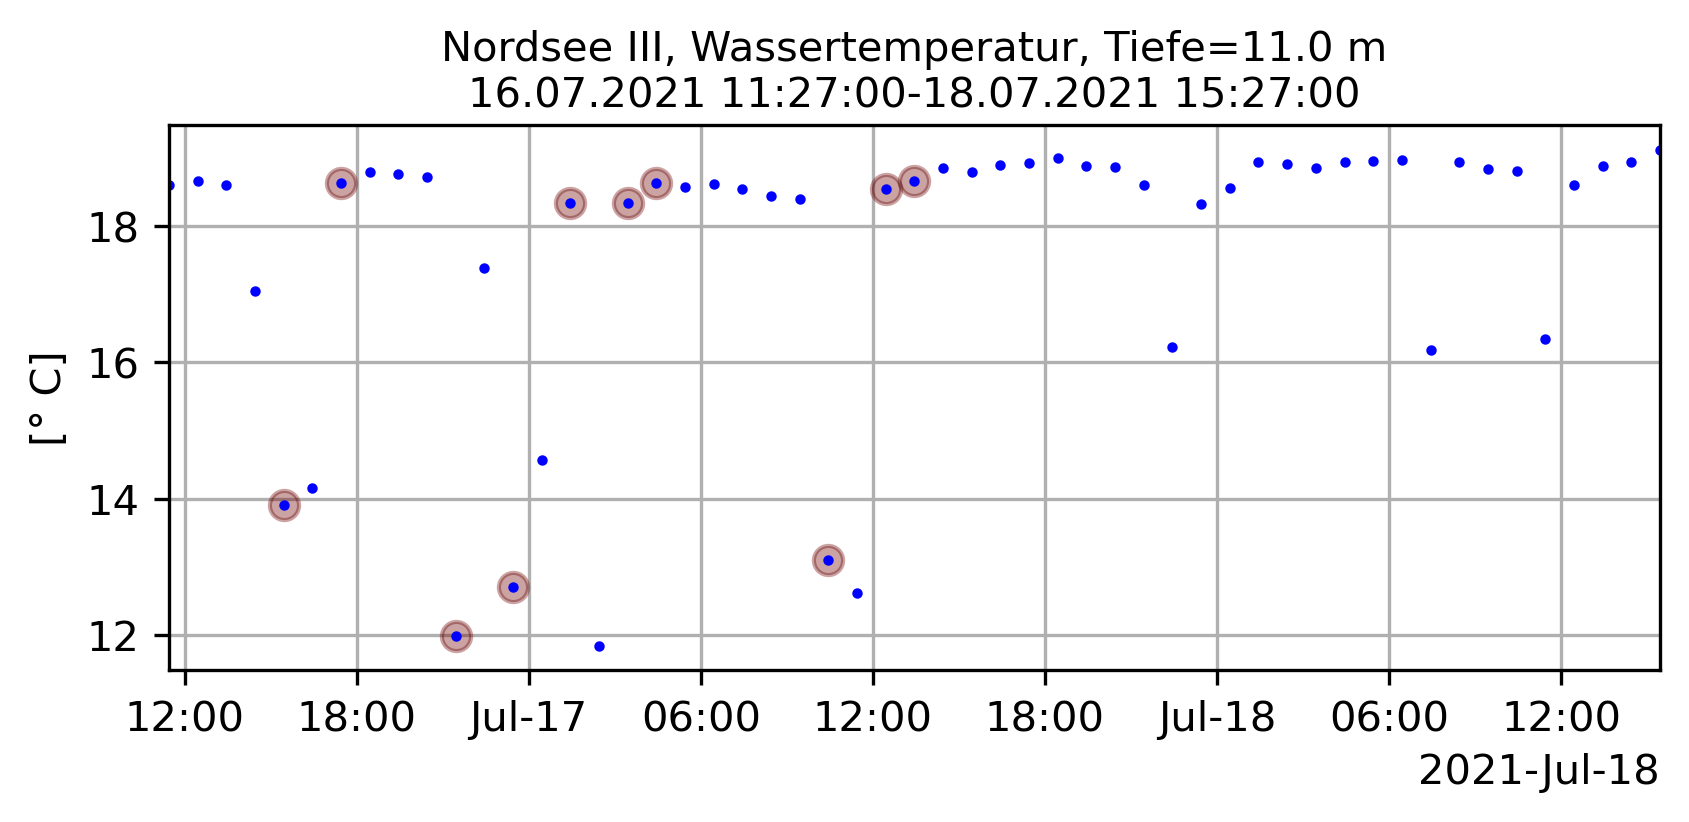 Nordsee III, Wassertemperatur, Tiefe=11.0 m
16.07.2021 11:27:00-18.07.2021 15:27:00
[° C]
18
16
14
12
12:00 18:00 Jul-17 06:00 12:00 18:00 Jul-18 06:00 12:00
2021-Jul-18